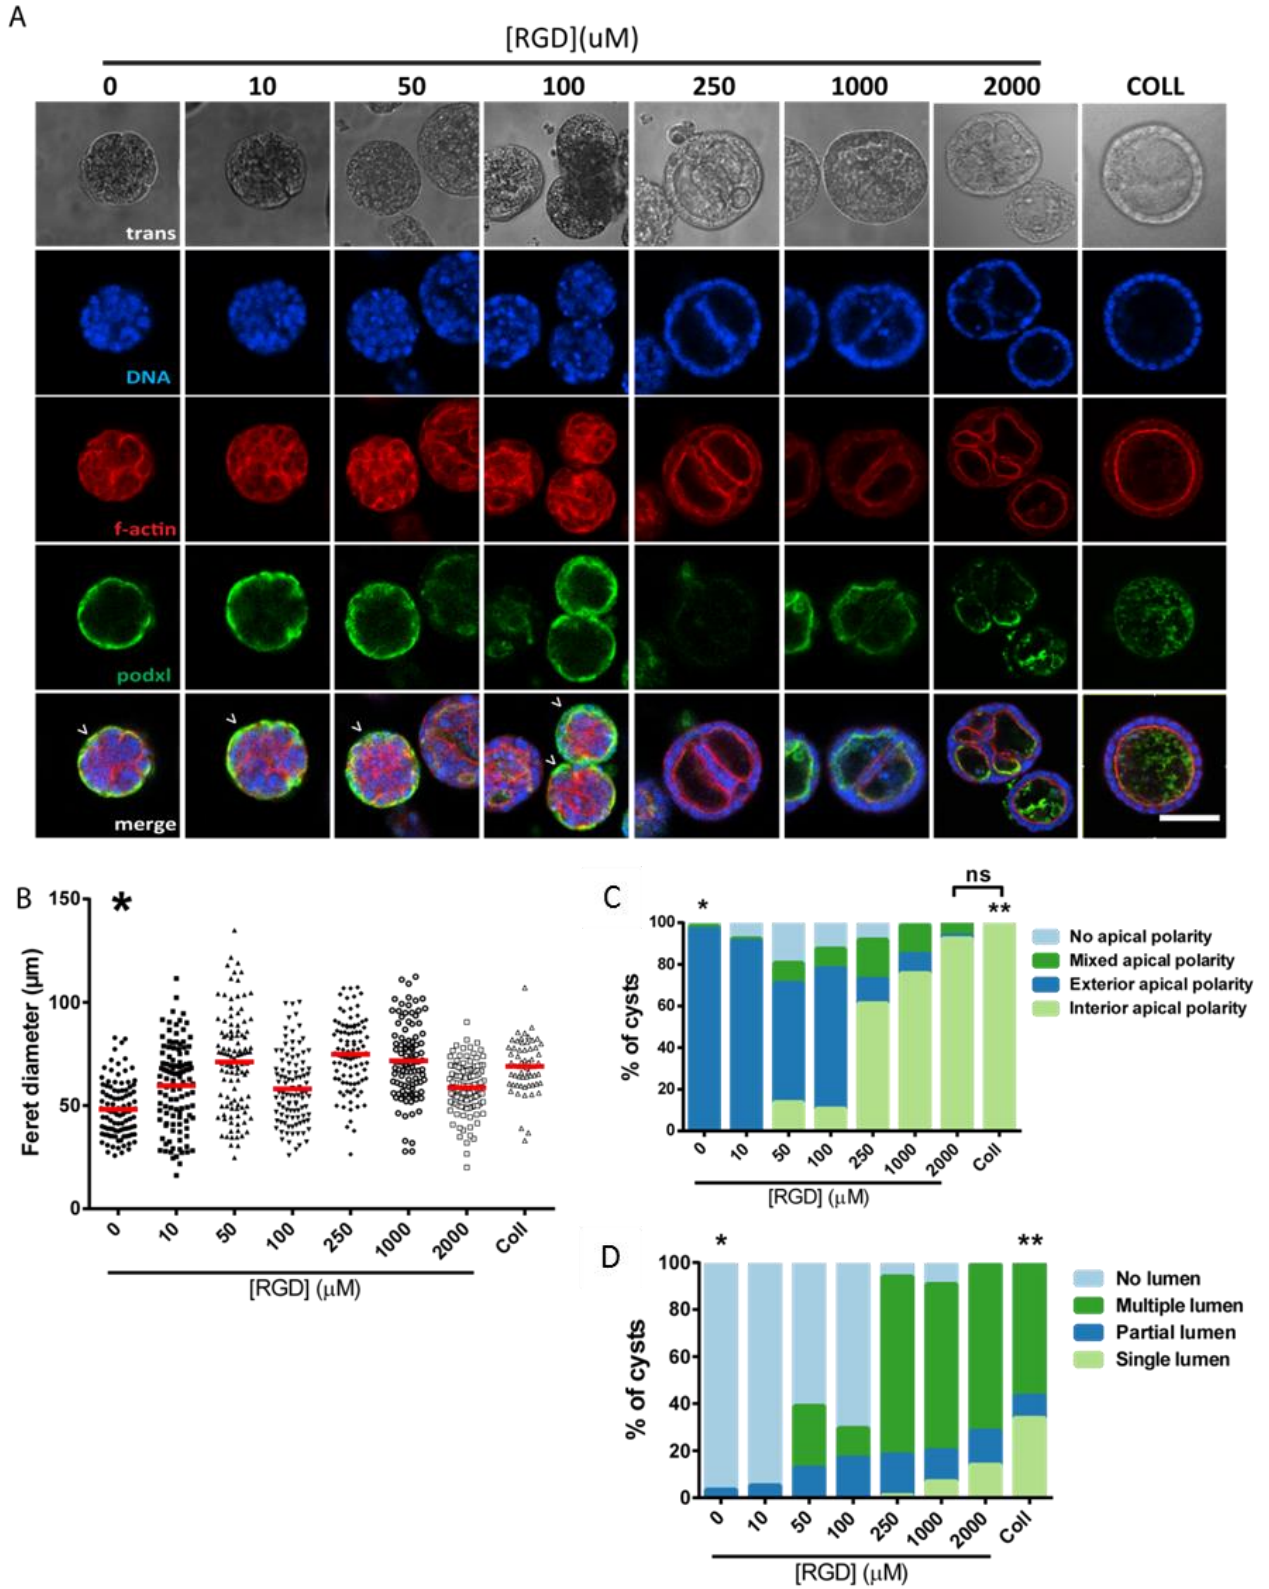 A
[RGD](uM)
0 10 50 100 250 1000 2000 COLL
trans
DNA
f-actin
podxl
> > > >
>
merge
B
150
*
100
50
0
Feret diameter (µm)
0 10 50 100 250 1000 2000 Coll
[RGD] (µM)
C
ns
* **
100
80
60
40
20
0
% of cysts
No apical polarity
Mixed apical polarity
Exterior apical polarity
Interior apical polarity
0 10 50 100 250 1000 2000 Coll
[RGD] (µM)
D
* **
100
80
60
40
20
0
% of cysts
No lumen
Multiple lumen
Partial lumen
Single lumen
0 10 50 100 250 1000 2000 Coll
[RGD] (µM)